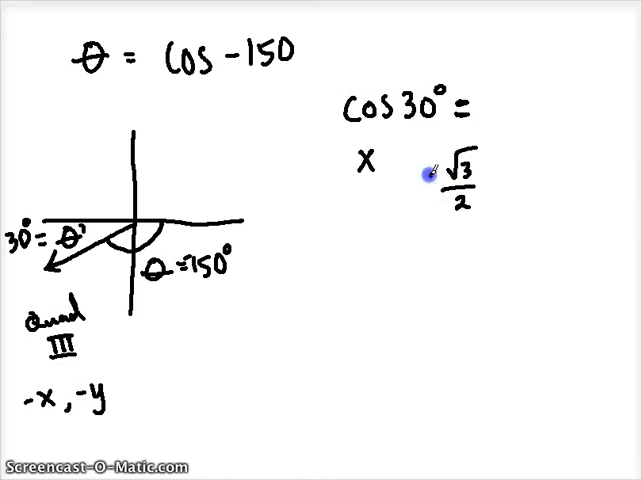 θ = cos -150
cos 30° =
x
√3/2
30° = θ'
θ = -150°
Quad
III
-x, -y
Screencast-O-Matic.com